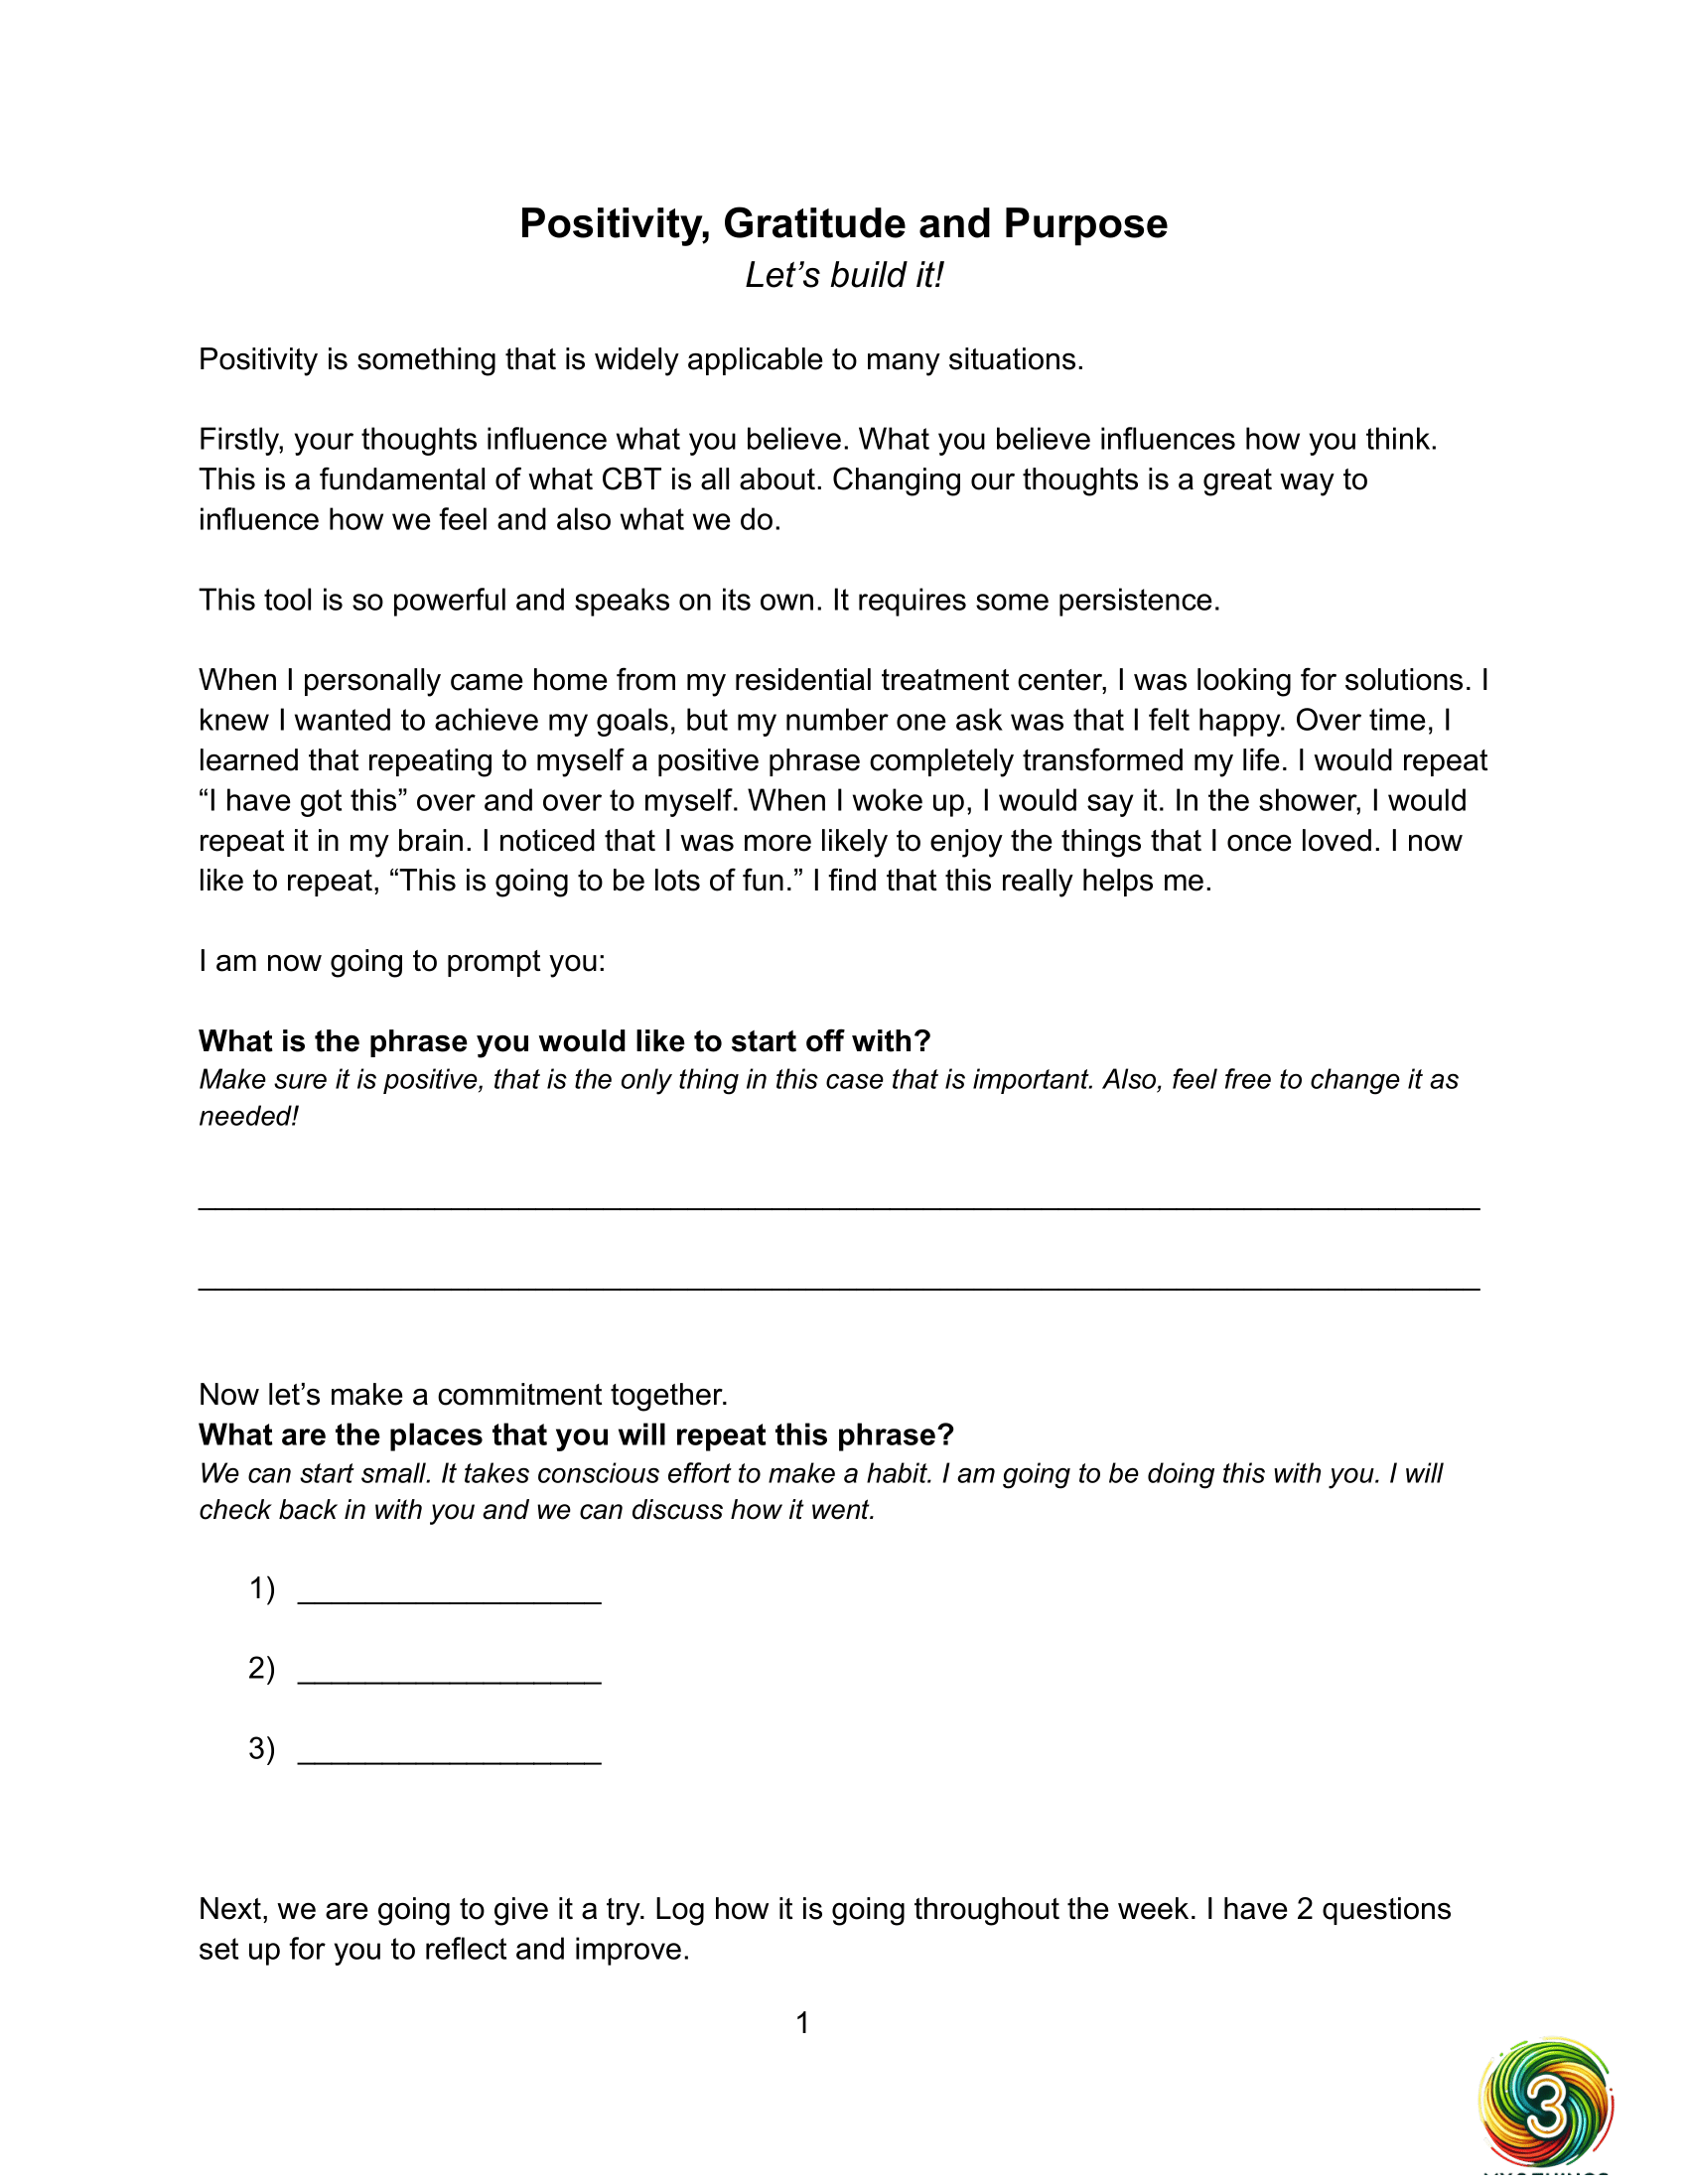 Positivity, Gratitude and Purpose
Let’s build it!
Positivity is something that is widely applicable to many situations.
Firstly, your thoughts influence what you believe. What you believe influences how you think.
This is a fundamental of what CBT is all about. Changing our thoughts is a great way to
influence how we feel and also what we do.
This tool is so powerful and speaks on its own. It requires some persistence.
When I personally came home from my residential treatment center, I was looking for solutions. I
knew I wanted to achieve my goals, but my number one ask was that I felt happy. Over time, I
learned that repeating to myself a positive phrase completely transformed my life. I would repeat
“I have got this” over and over to myself. When I woke up, I would say it. In the shower, I would
repeat it in my brain. I noticed that I was more likely to enjoy the things that I once loved. I now
like to repeat, “This is going to be lots of fun.” I find that this really helps me.
I am now going to prompt you:
What is the phrase you would like to start off with?
Make sure it is positive, that is the only thing in this case that is important. Also, feel free to change it as
needed!
Now let’s make a commitment together.
What are the places that you will repeat this phrase?
We can start small. It takes conscious effort to make a habit. I am going to be doing this with you. I will
check back in with you and we can discuss how it went.
1) __________________
2) __________________
3) __________________
Next, we are going to give it a try. Log how it is going throughout the week. I have 2 questions
set up for you to reflect and improve.
1
3